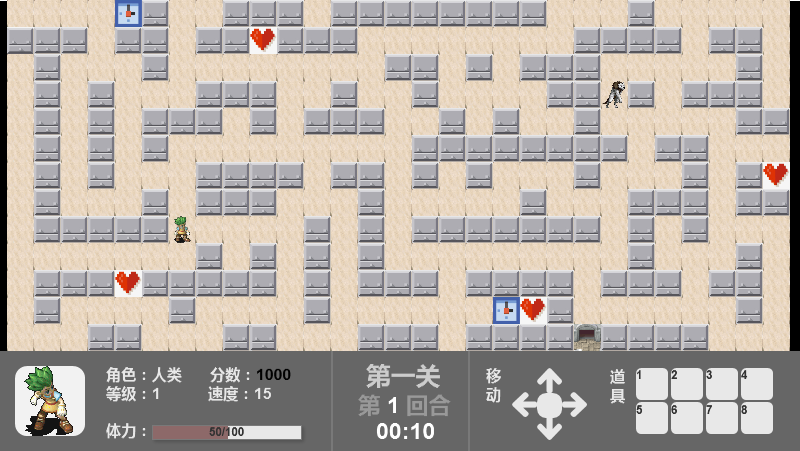 角色：人类 分数：1000
等级：1 速度：15
体力： 50/100
第一关
第 1 回合
00:10
移动
道具
1 2 3 4
5 6 7 8